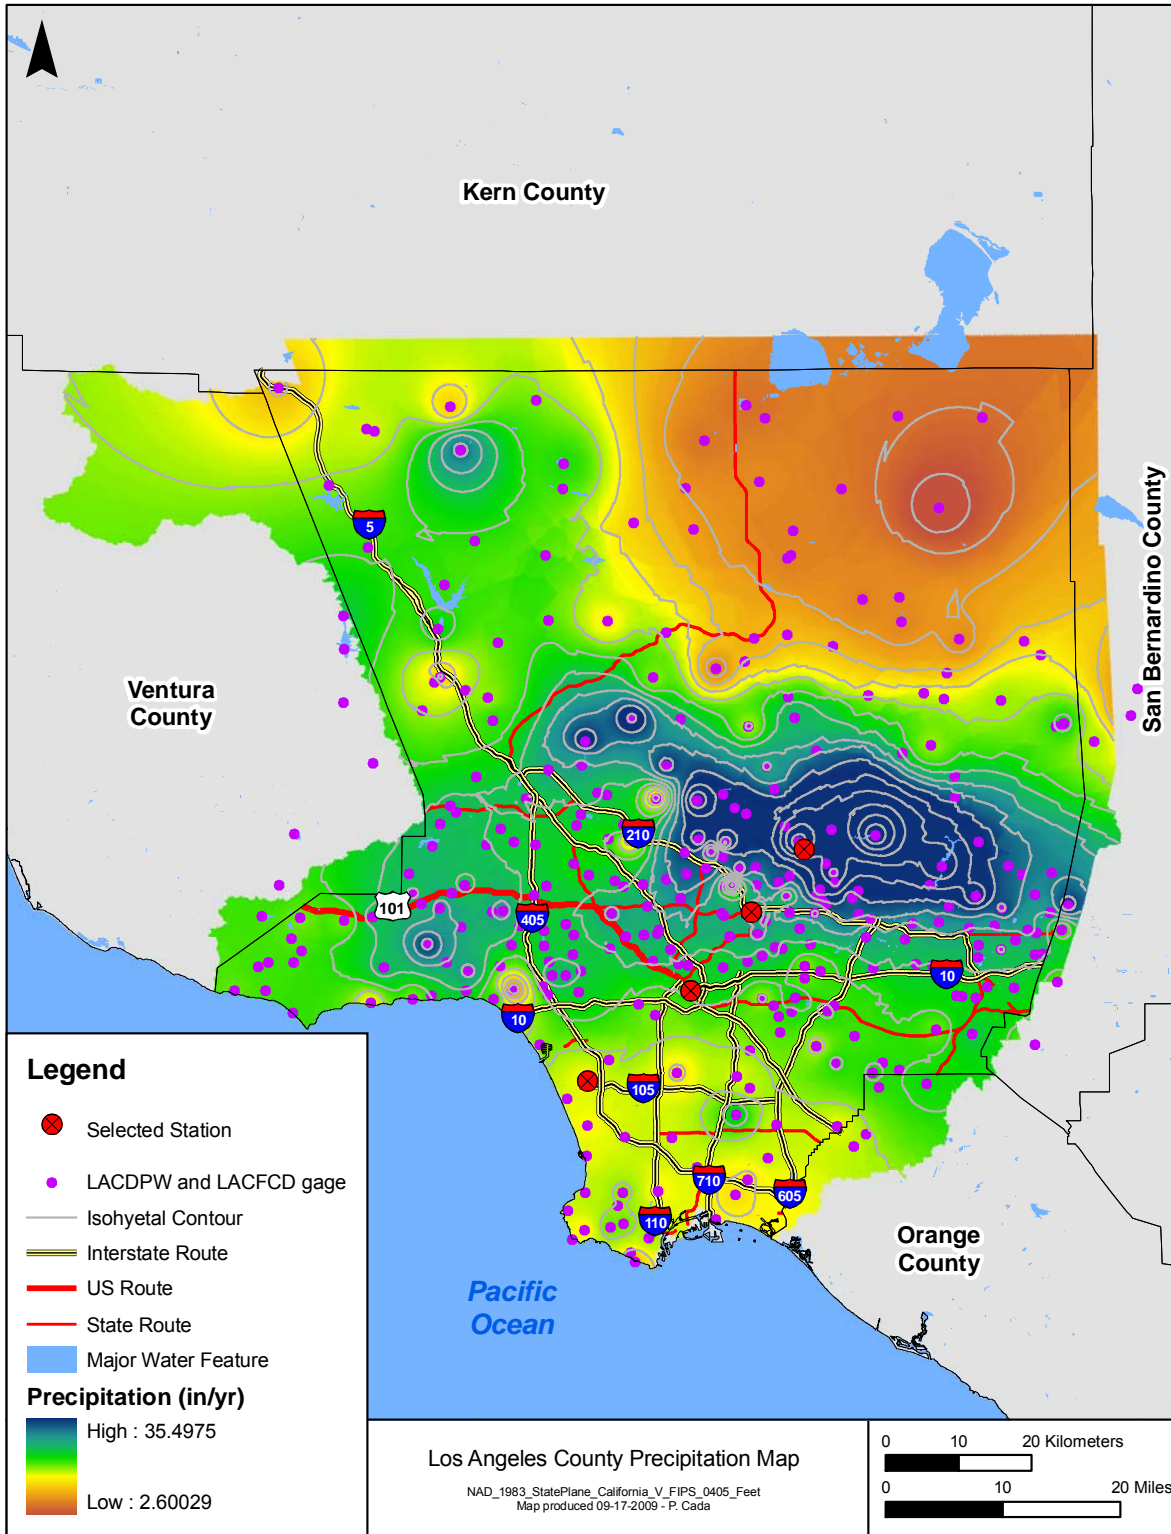 Kern County
San Bernardino County
5
Ventura
County
210
101
405
10
10
105
710
605
110
Orange
County
Pacific
Ocean
Legend
Selected Station
LACDPW and LACFCD gage
Isohyetal Contour
Interstate Route
US Route
State Route
Major Water Feature
Precipitation (in/yr)
High : 35.4975
Low : 2.60029
Los Angeles County Precipitation Map
NAD_1983_StatePlane_California_V_FIPS_0405_Feet
Map produced 09-17-2009 - P. Cada
0 10 20 Kilometers
0 10 20 Miles